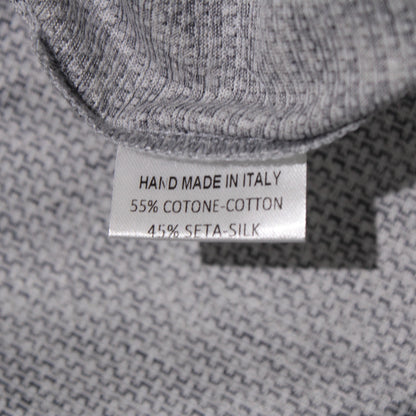 HAND MADE IN ITALY
55% COTONE-COTTON
45% SETA-SILK